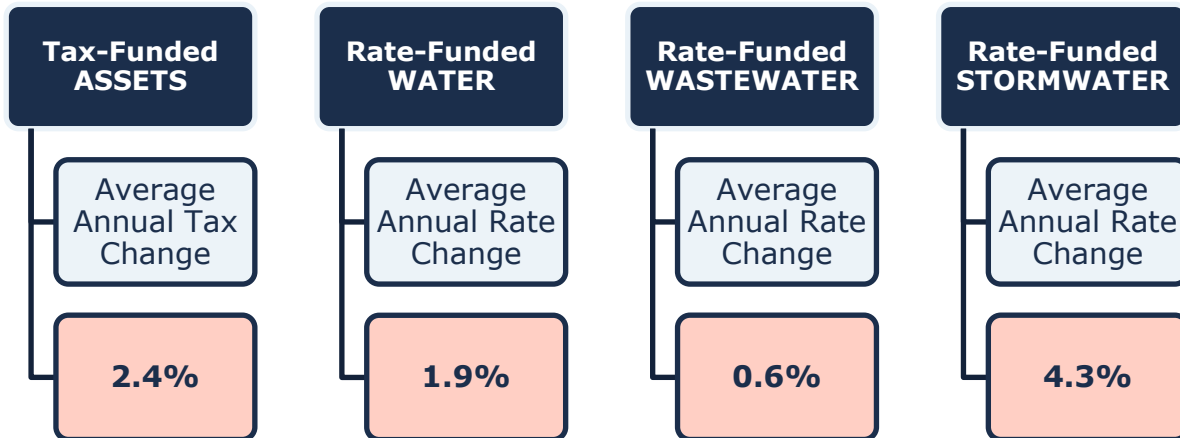 Tax-Funded
ASSETS
Average
Annual Tax
Change
2.4%
Rate-Funded
WATER
Average
Annual Rate
Change
1.9%
Rate-Funded
WASTEWATER
Average
Annual Rate
Change
0.6%
Rate-Funded
STORMWATER
Average
Annual Rate
Change
4.3%